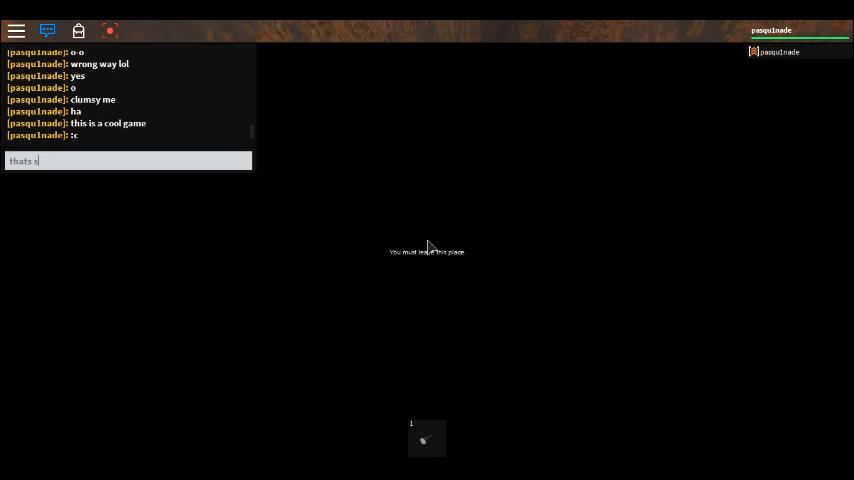 pasqu1nade
[pasqu1nade]: o-o
pasqu1nade
[pasqu1nade]: wrong way lol
[pasqu1nade]: yes
[pasqu1nade]: o
[pasqu1nade]: clumsy me
[pasqu1nade]: ha
[pasqu1nade]: this is a cool game
[pasqu1nade]: :c
thats s
You must leave this place
1